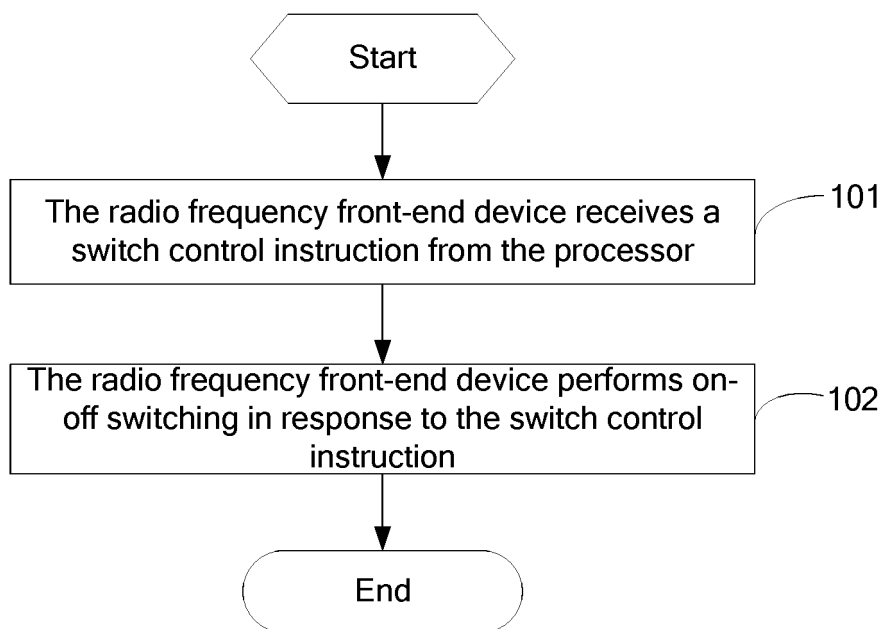 Start
The radio frequency front-end device receives a
switch control instruction from the processor
101
The radio frequency front-end device performs on-
off switching in response to the switch control
instruction
102
End